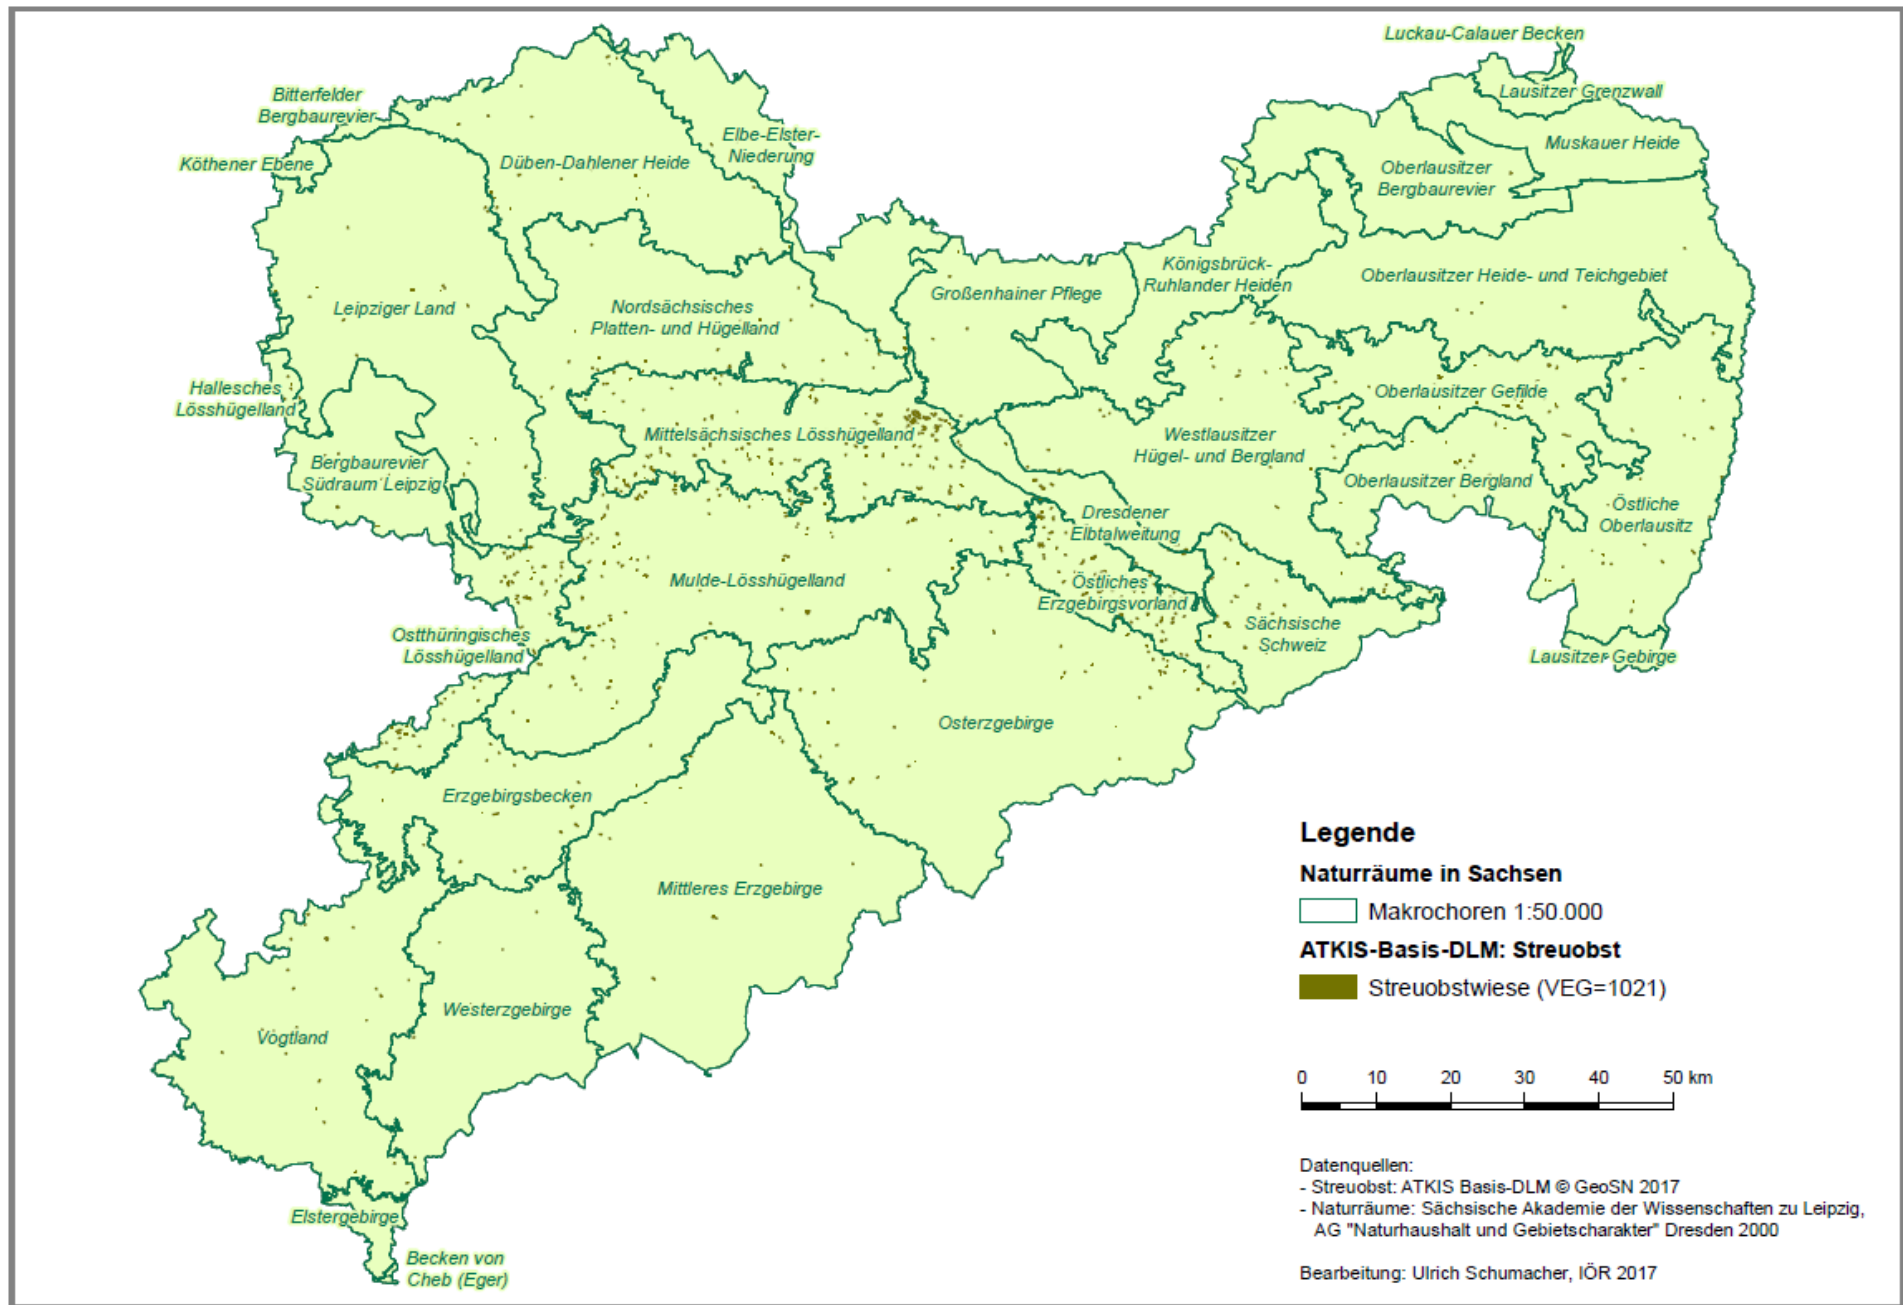 Luckau-Calauer Becken
Lausitzer Grenzwall
Bitterfelder
Bergbaurevier
Elbe-Elster-
Niederung
Muskauer Heide
Köthener Ebene
Düben-Dahlener Heide
Oberlausitzer
Bergbaurevier
Königsbrück-
Ruhlander Heiden
Oberlausitzer Heide- und Teichgebiet
Großenhainer Pflege
Leipziger Land
Nordsächsisches
Platten- und Hügelland
Hallesches
Lösshügelland
Oberlausitzer Gefilde
Mittelsächsisches Lösshügelland
Westlausitzer
Hügel- und Bergland
Bergbaurevier
Südraum Leipzig
Oberlausitzer Bergland
Östliche
Oberlausitz
Dresdener
Elbtalweitung
Mulde-Lösshügelland
Östliches
Erzgebirgsvorland
Sächsische
Schweiz
Ostthüringisches
Lösshügelland
Lausitzer Gebirge
Osterzgebirge
Erzgebirgsbecken
Mittleres Erzgebirge
Westerzgebirge
Vogtland
Elstergebirge
Becken von
Cheb (Eger)
Legende
Naturräume in Sachsen
Makrochoren 1:50.000
ATKIS-Basis-DLM: Streuobst
Streuobstwiese (VEG=1021)
0 10 20 30 40 50 km
Datenquellen:
- Streuobst: ATKIS Basis-DLM © GeoSN 2017
- Naturräume: Sächsische Akademie der Wissenschaften zu Leipzig,
AG "Naturhaushalt und Gebietscharakter" Dresden 2000
Bearbeitung: Ulrich Schumacher, IÖR 2017